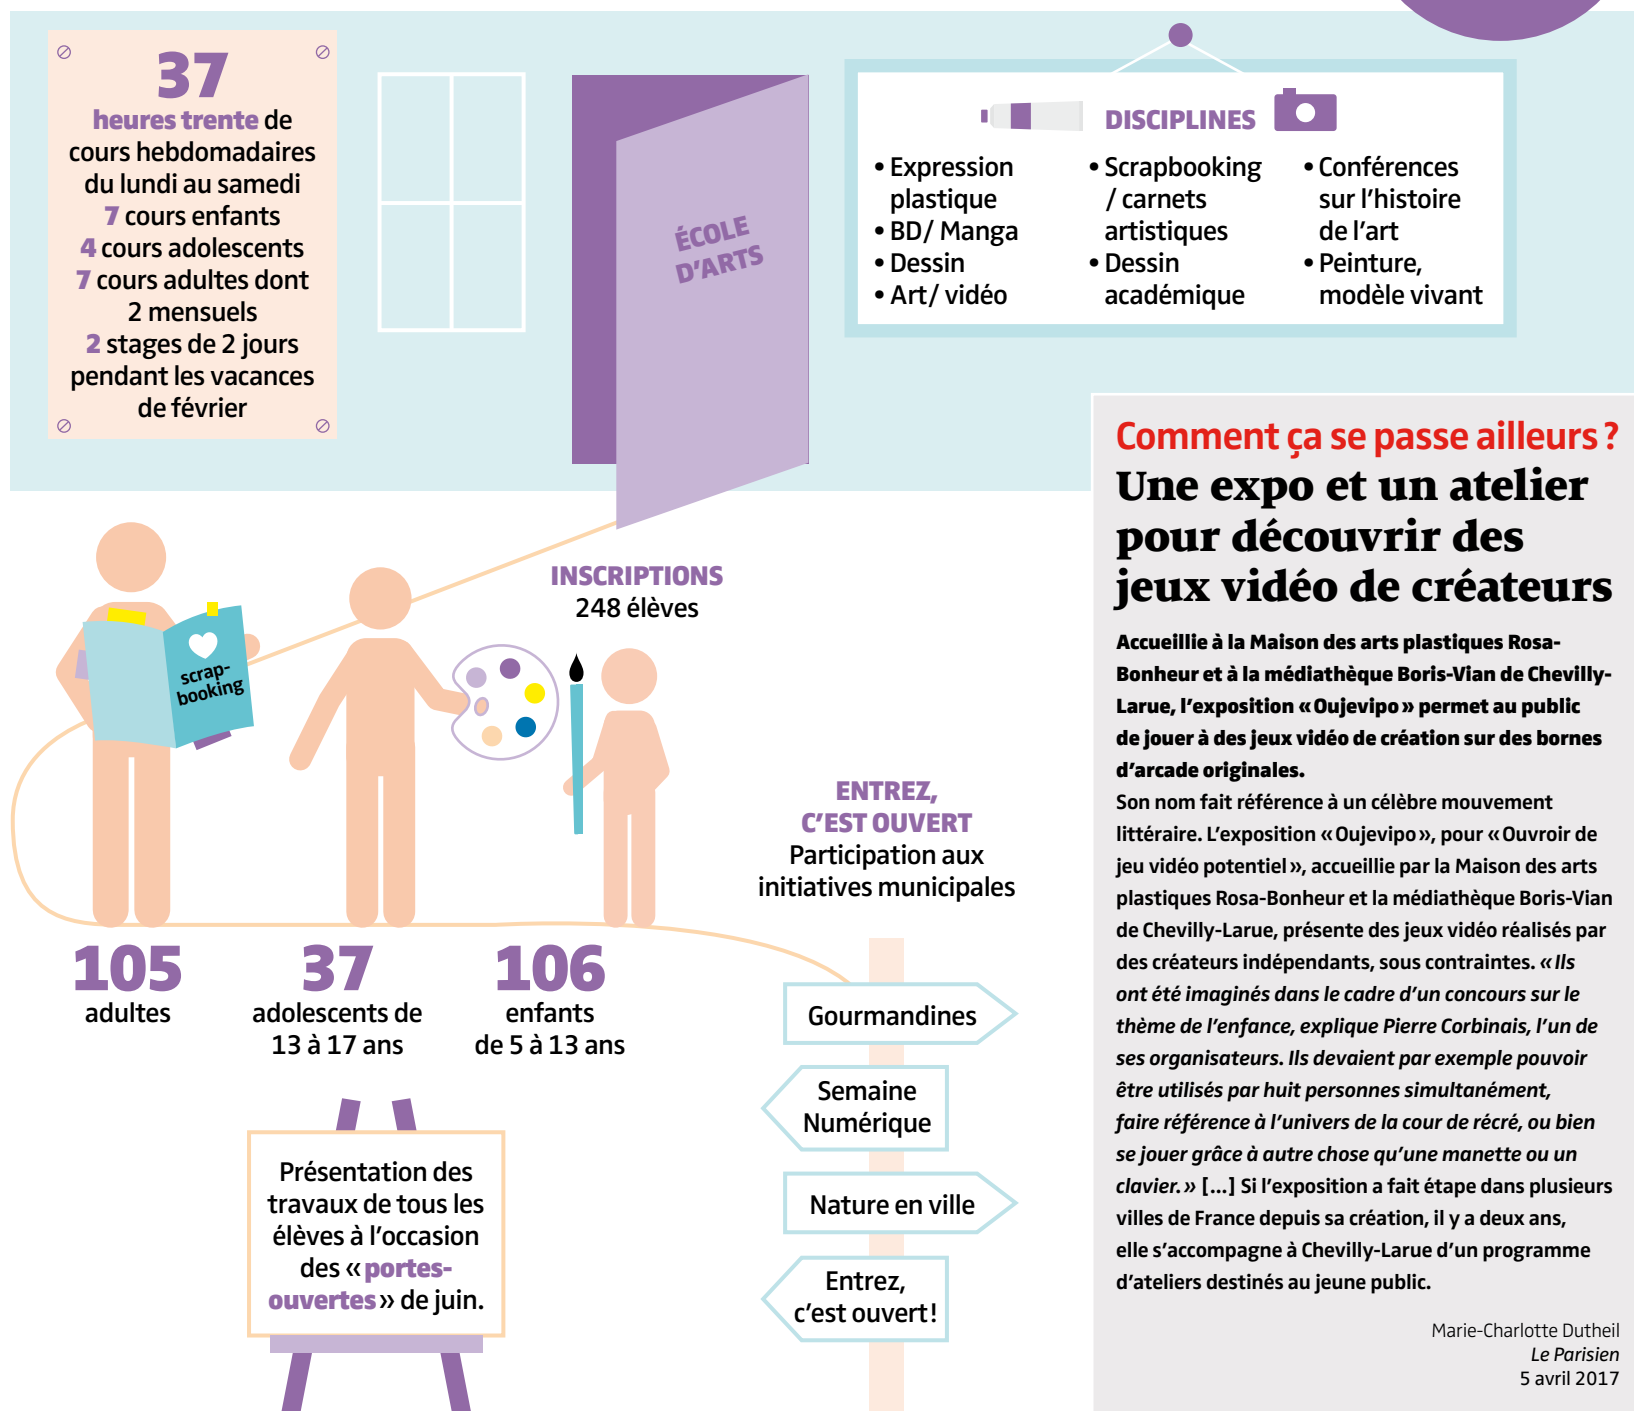 37
heures trente de
cours hebdomadaires
du lundi au samedi
7 cours enfants
4 cours adolescents
7 cours adultes dont
2 mensuels
2 stages de 2 jours
pendant les vacances
de février
ÉCOLE
D’ARTS
DISCIPLINES
• Expression
plastique
• BD/ Manga
• Dessin
• Art/ vidéo
• Scrapbooking
/ carnets
artistiques
• Dessin
académique
• Conférences
sur l’histoire
de l’art
• Peinture,
modèle vivant
INSCRIPTIONS
248 élèves
scrap-
booking
105
adultes
37
adolescents de
13 à 17 ans
106
enfants
de 5 à 13 ans
Présentation des
travaux de tous les
élèves à l’occasion
des « portes-
ouvertes » de juin.
ENTREZ,
C’EST OUVERT
Participation aux
initiatives municipales
Gourmandines
Semaine
Numérique
Nature en ville
Entrez,
c’est ouvert !
Comment ça se passe ailleurs ?
Une expo et un atelier
pour découvrir des
jeux vidéo de créateurs
Accueillie à la Maison des arts plastiques Rosa-
Bonheur et à la médiathèque Boris-Vian de Chevilly-
Larue, l’exposition « Oujevipo » permet au public
de jouer à des jeux vidéo de création sur des bornes
d’arcade originales.
Son nom fait référence à un célèbre mouvement
littéraire. L’exposition « Oujevipo », pour « Ouvroir de
jeu vidéo potentiel », accueillie par la Maison des arts
plastiques Rosa-Bonheur et la médiathèque Boris-Vian
de Chevilly-Larue, présente des jeux vidéo réalisés par
des créateurs indépendants, sous contraintes. « Ils
ont été imaginés dans le cadre d’un concours sur le
thème de l’enfance, explique Pierre Corbinais, l’un de
ses organisateurs. Ils devaient par exemple pouvoir
être utilisés par huit personnes simultanément,
faire référence à l’univers de la cour de récré, ou bien
se jouer grâce à autre chose qu’une manette ou un
clavier. » [...] Si l’exposition a fait étape dans plusieurs
villes de France depuis sa création, il y a deux ans,
elle s’accompagne à Chevilly-Larue d’un programme
d’ateliers destinés au jeune public.
Marie-Charlotte Dutheil
Le Parisien
5 avril 2017